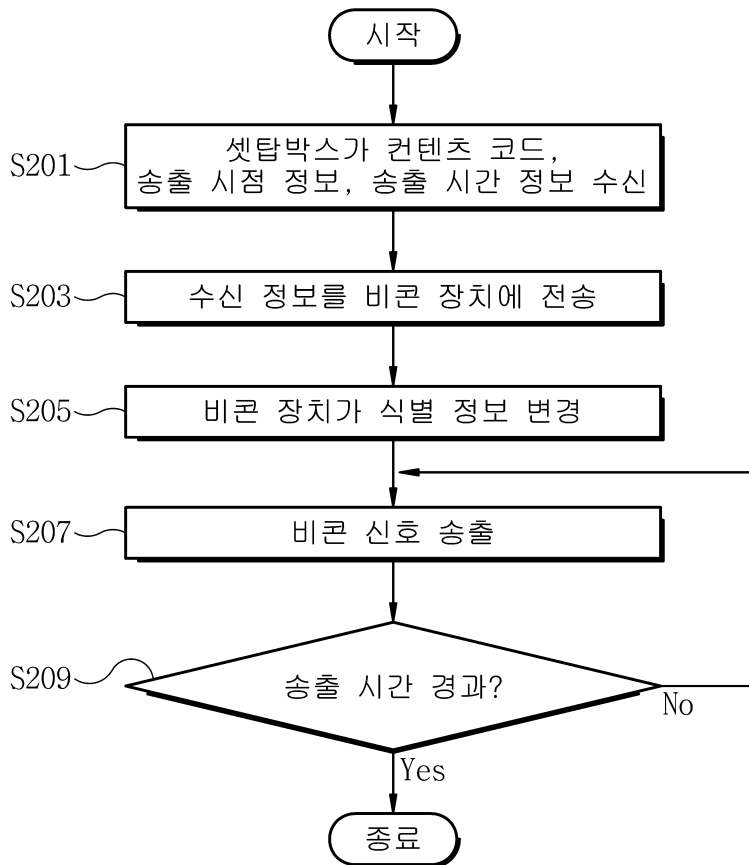 시작
S201
셋탑박스가 컨텐츠 코드,
송출 시점 정보, 송출 시간 정보 수신
S203
수신 정보를 비콘 장치에 전송
S205
비콘 장치가 식별 정보 변경
S207
비콘 신호 송출
S209
송출 시간 경과?
No
Yes
종료